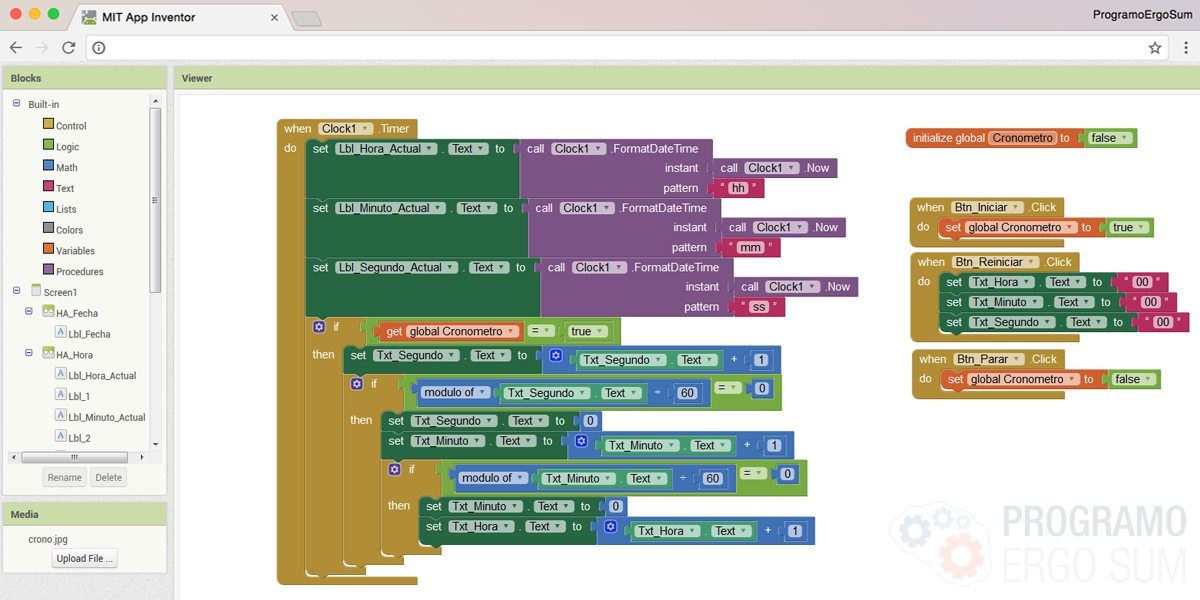 MIT App Inventor
ProgramoErgoSum
Blocks
Built-in
Control
Logic
Math
Text
Lists
Colors
Variables
Procedures
Screen1
HA_Fecha
Lbl_Fecha
HA_Hora
Lbl_Hora_Actual
Lbl_1
Lbl_Minuto_Actual
Lbl_2
Rename Delete
Media
crono.jpg
Upload File ...
Viewer
when Clock1 .Timer
do set Lbl_Hora_Actual . Text to call Clock1 .FormatDateTime
instant call Clock1 .Now
pattern " hh "
set Lbl_Minuto_Actual . Text to call Clock1 .FormatDateTime
instant call Clock1 .Now
pattern " mm "
set Lbl_Segundo_Actual . Text to call Clock1 .FormatDateTime
instant call Clock1 .Now
pattern " ss "
if get global Cronometro = true
then set Txt_Segundo . Text to Txt_Segundo . Text + 1
if modulo of Txt_Segundo . Text ÷ 60 = 0
then set Txt_Segundo . Text to 0
set Txt_Minuto . Text to Txt_Minuto . Text + 1
if modulo of Txt_Minuto . Text ÷ 60 = 0
then set Txt_Minuto . Text to 0
set Txt_Hora . Text to Txt_Hora . Text + 1
initialize global Cronometro to false
when Btn_Iniciar .Click
do set global Cronometro to true
when Btn_Reiniciar .Click
do set Txt_Hora . Text to " 00 "
set Txt_Minuto . Text to " 00 "
set Txt_Segundo . Text to " 00 "
when Btn_Parar .Click
do set global Cronometro to false
PROGRAMO
ERGO SUM